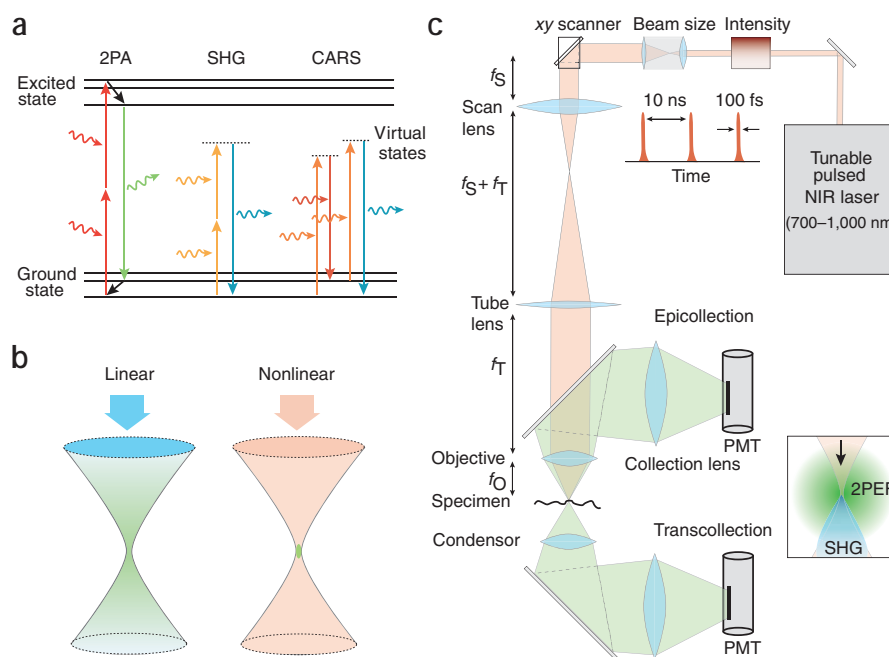 a
2PA SHG CARS
Excited
state
Virtual
states
Ground
state
b
Linear Nonlinear
c
xy scanner Beam size Intensity
fS
Scan
lens
10 ns 100 fs
Time
Tunable
pulsed
NIR laser
(700–1,000 nm
fS + fT
Tube
lens
Epicollection
fT
PMT
Objective
Collection lens
fO
Specimen
2PEF
SHG
Condensor
Transcollection
PMT